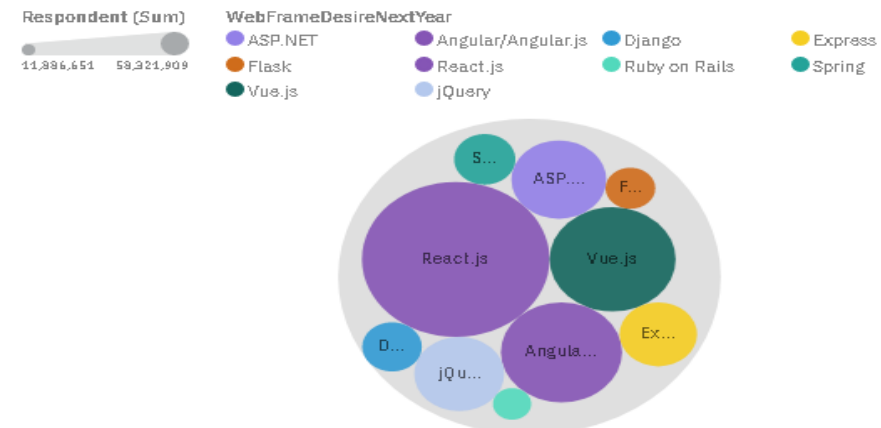 Respondent (Sum)
11,886,651 58,321,909
WebFrameDesireNextYear
ASP.NET Angular/Angular.js Django Express
Flask React.js Ruby on Rails Spring
Vue.js jQuery
S...
ASP....
F...
React.js
Vue.js
Ex...
D...
Angula...
jQu...